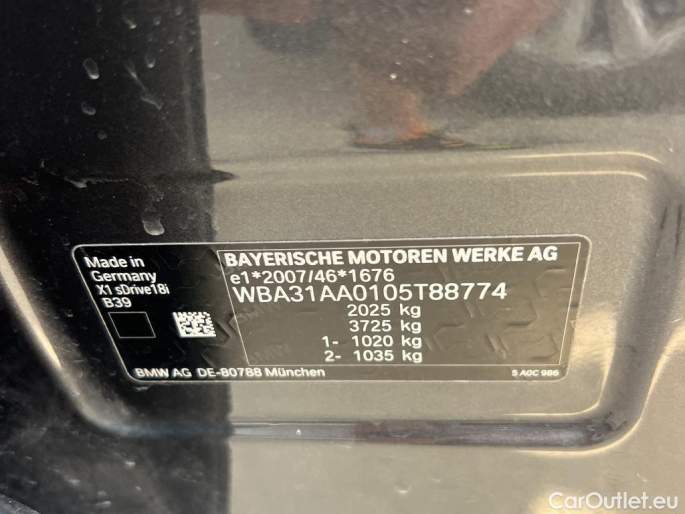 Made in
Germany
X1 sDrive18i
B39
BAYERISCHE MOTOREN WERKE AG
e1*2007/46*1676
WBA31AA0105T88774
2025 kg
3725 kg
1- 1020 kg
2- 1035 kg
BMW AG DE-80788 München
5 A0C 986
CarOutlet.eu